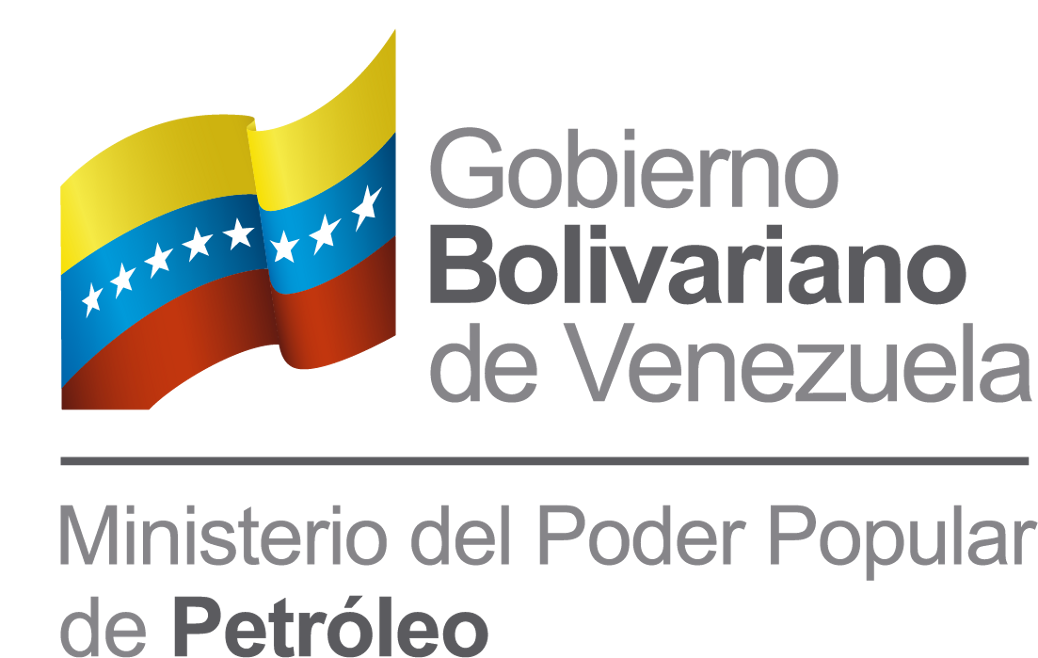 Gobierno
Bolivariano
de Venezuela
Ministerio del Poder Popular
de Petróleo